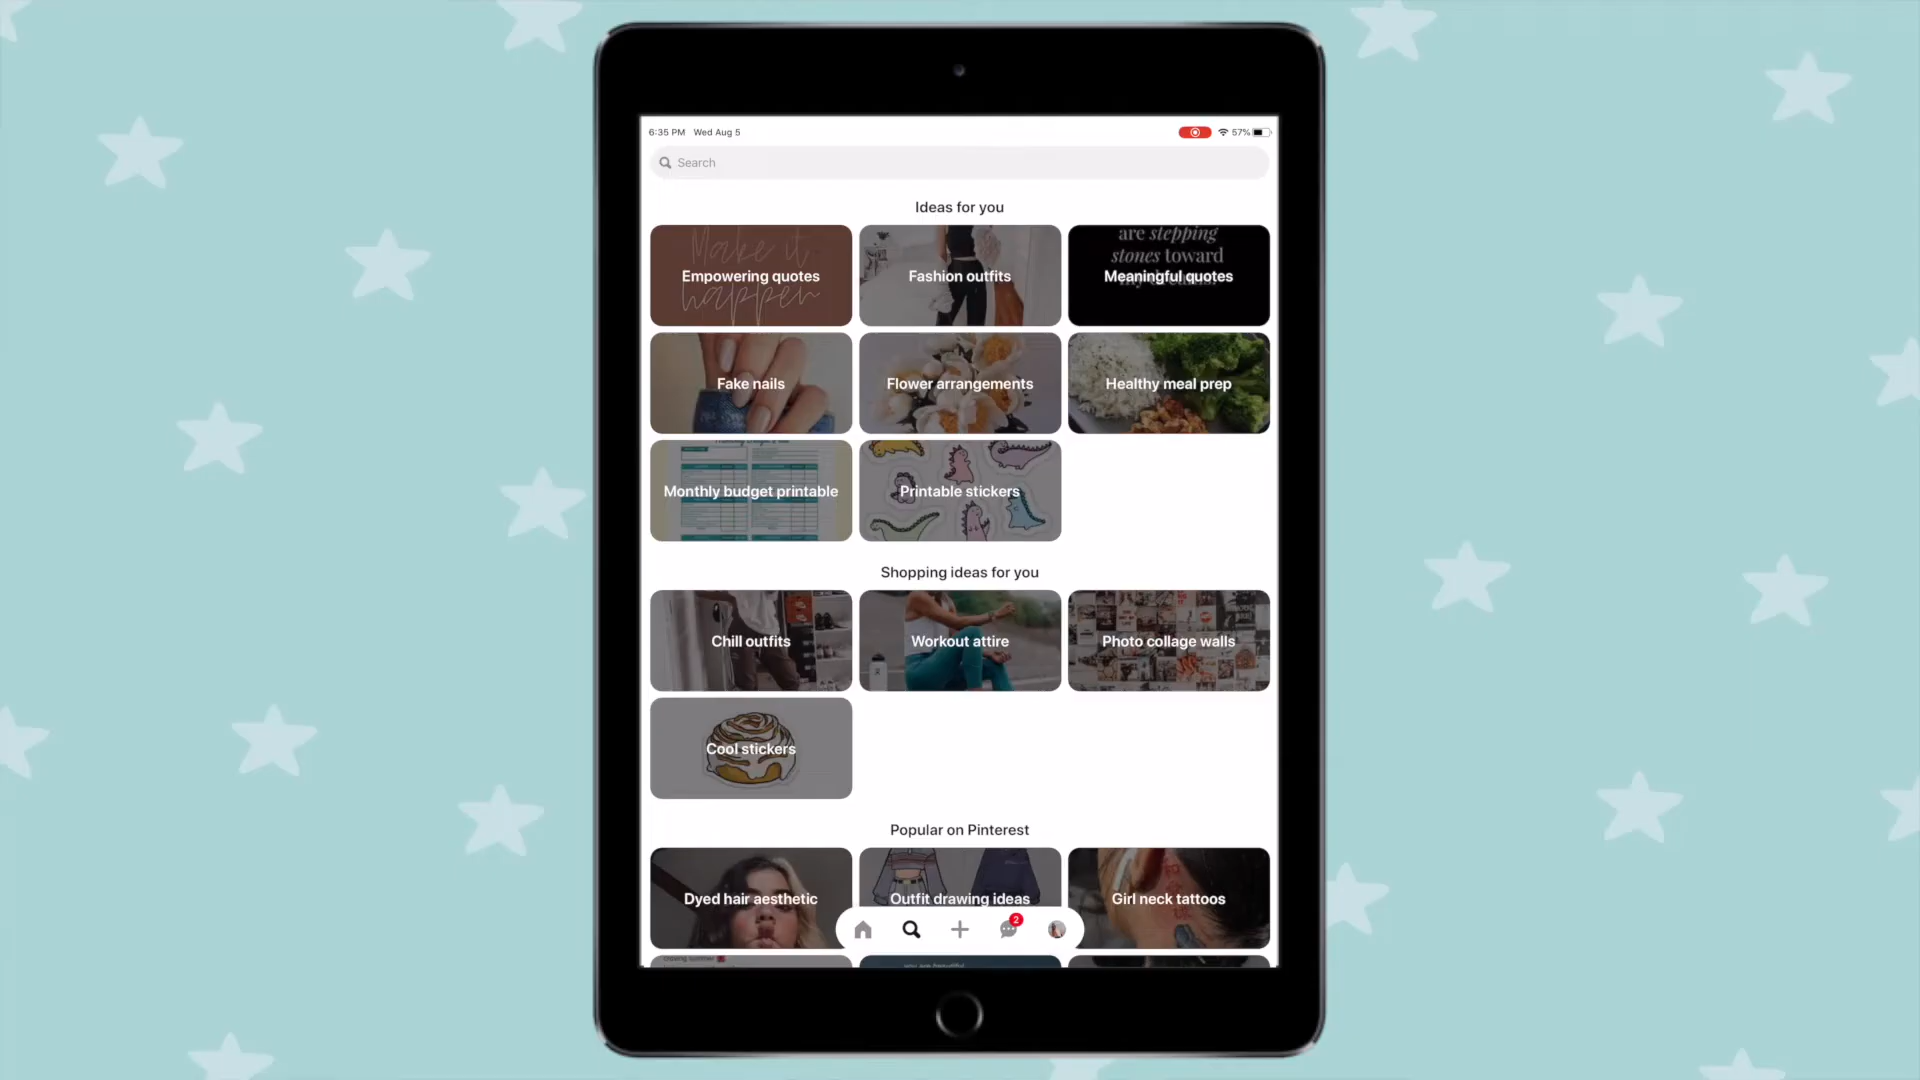 6:35 PM Wed Aug 5
57%
Search
Ideas for you
Make it
Empowering quotes
happen
Fashion outfits
are stepping
stones toward
Meaningful quotes
Fake nails
Flower arrangements
Healthy meal prep
Monthly budget printable
Printable stickers
Shopping ideas for you
Chill outfits
Workout attire
Photo collage walls
Cool stickers
Popular on Pinterest
Dyed hair aesthetic
Outfit drawing ideas
Girl neck tattoos
2